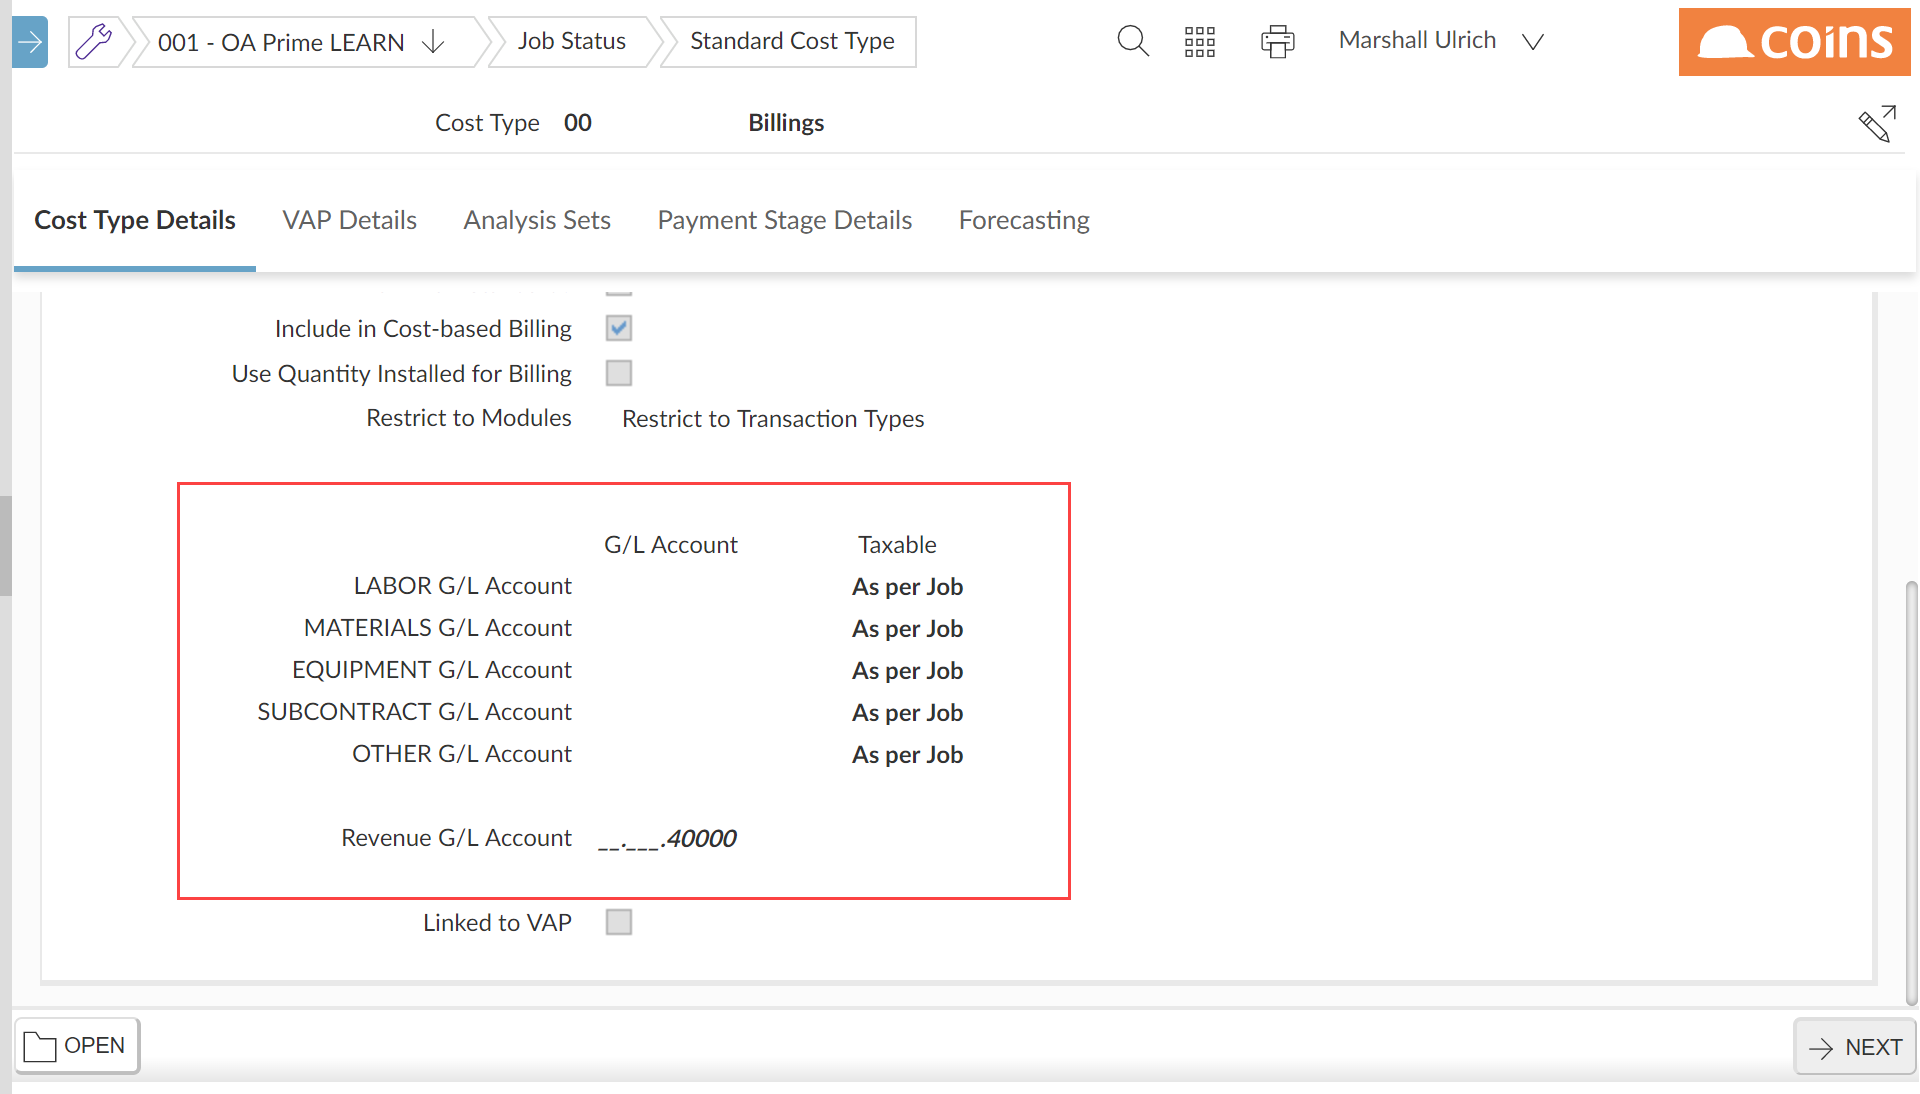 001 - OA Prime LEARN
Job Status
Standard Cost Type
Marshall Ulrich
coins
Cost Type 00 Billings
Cost Type Details VAP Details Analysis Sets Payment Stage Details Forecasting
Include in Cost-based Billing
Use Quantity Installed for Billing
Restrict to Modules Restrict to Transaction Types
G/L Account Taxable
LABOR G/L Account As per Job
MATERIALS G/L Account As per Job
EQUIPMENT G/L Account As per Job
SUBCONTRACT G/L Account As per Job
OTHER G/L Account As per Job
Revenue G/L Account __.___.40000
Linked to VAP
OPEN
NEXT